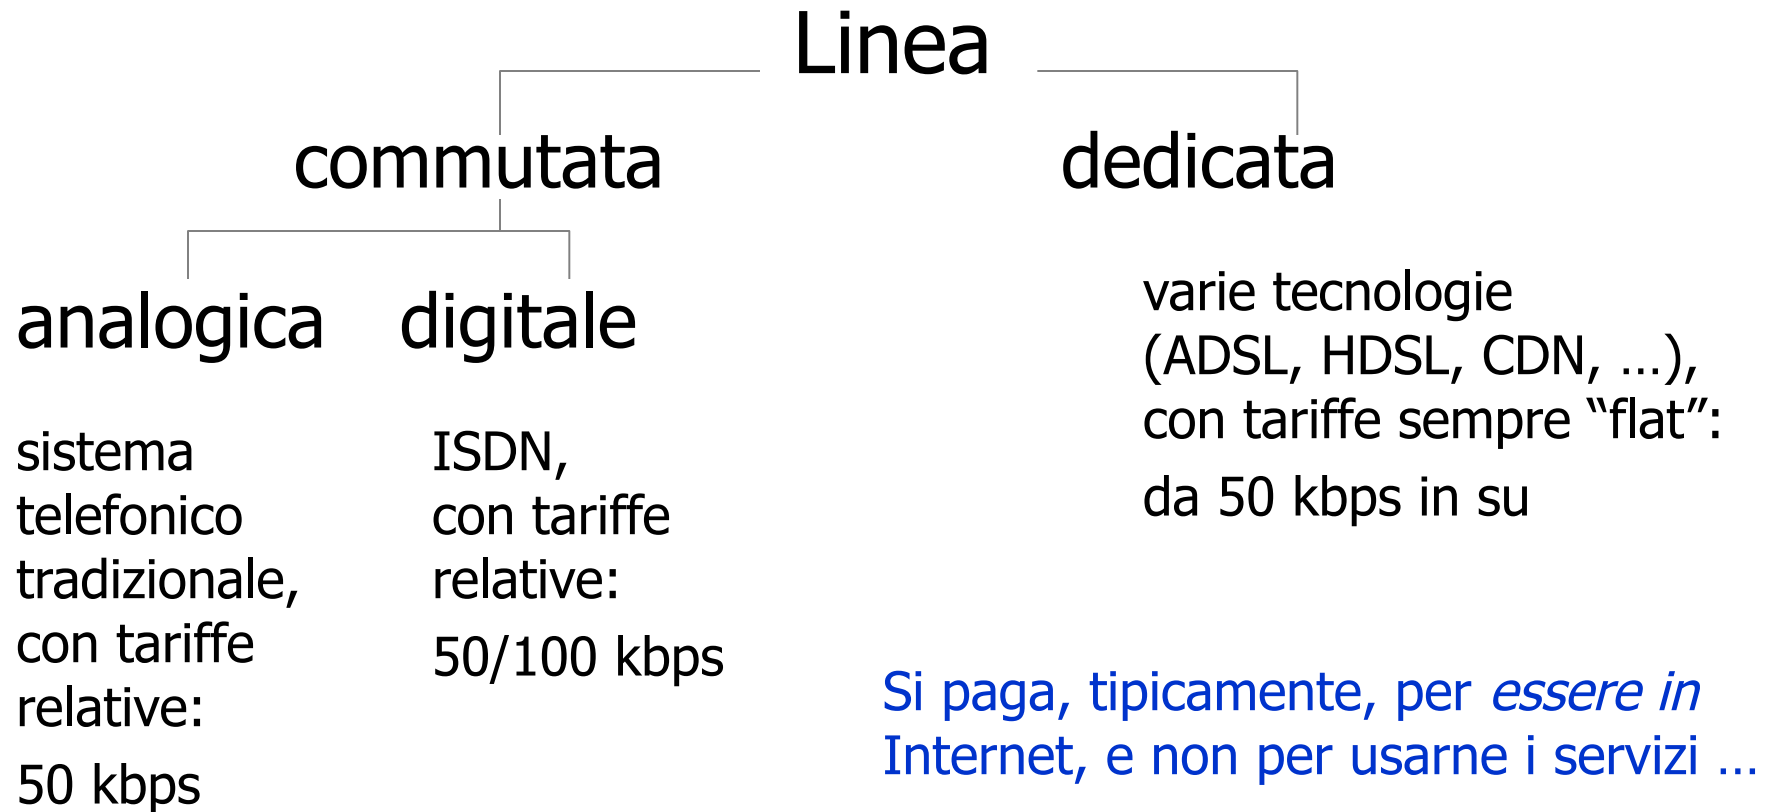 Linea
commutata
dedicata
analogica
digitale
sistema
telefonico
tradizionale,
con tariffe
relative:
50 kbps
ISDN,
con tariffe
relative:
50/100 kbps
varie tecnologie
(ADSL, HDSL, CDN, …),
con tariffe sempre “flat”:
da 50 kbps in su
Si paga, tipicamente, per essere in
Internet, e non per usarne i servizi …